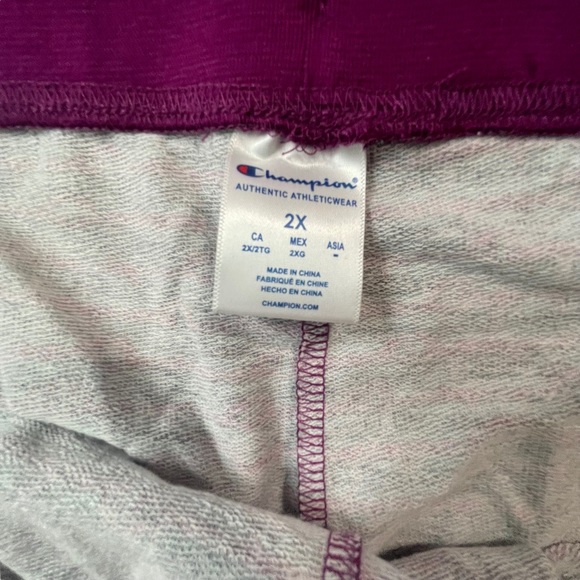 Champion
AUTHENTIC ATHLETICWEAR
2X
CA MEX ASIA
2X/2TG 2XG -
MADE IN CHINA
FABRIQUÉ EN CHINE
HECHO EN CHINA
CHAMPION.COM